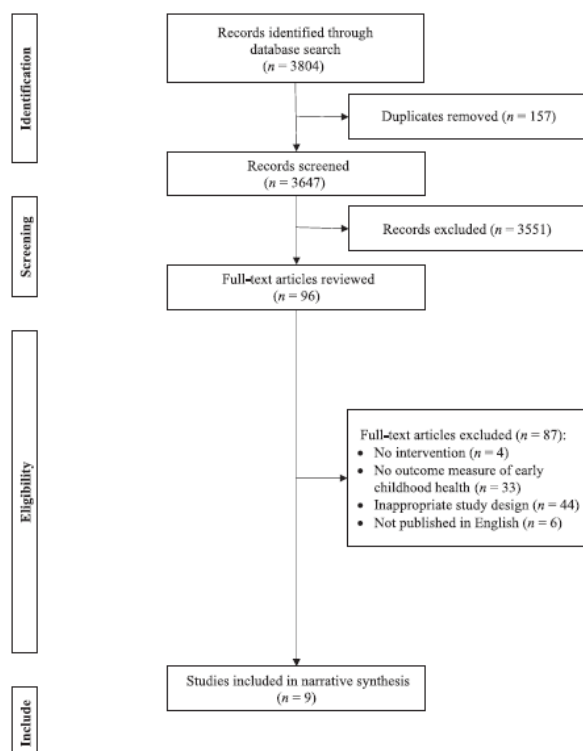 Identification
Records identified through
database search
(n = 3804)
Duplicates removed (n = 157)
Records screened
(n = 3647)
Screening
Records excluded (n = 3551)
Full-text articles reviewed
(n = 96)
Eligibility
Full-text articles excluded (n = 87):
• No intervention (n = 4)
• No outcome measure of early
childhood health (n = 33)
• Inappropriate study design (n = 44)
• Not published in English (n = 6)
Studies included in narrative synthesis
(n = 9)
Include